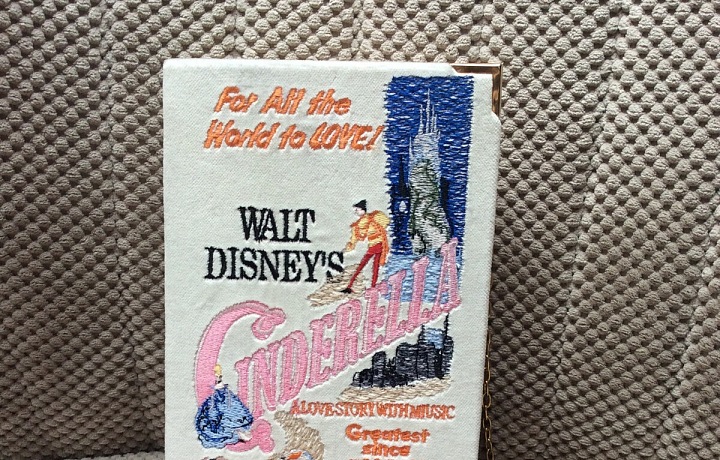 For All the
World to LOVE!
WALT
DISNEY'S
CINDERELLA
A LOVE STORY WITH MUSIC
Greatest
since